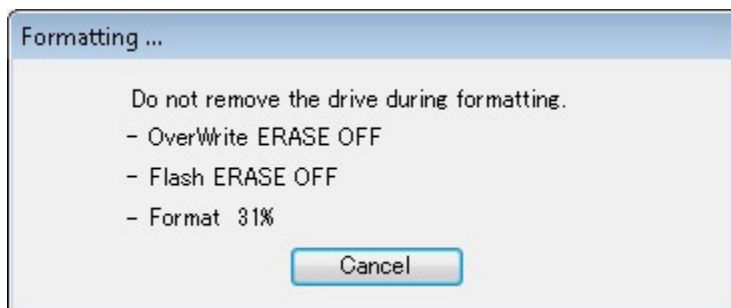 Formatting ...
Do not remove the drive during formatting.
- OverWrite ERASE OFF
- Flash ERASE OFF
- Format 31%
Cancel